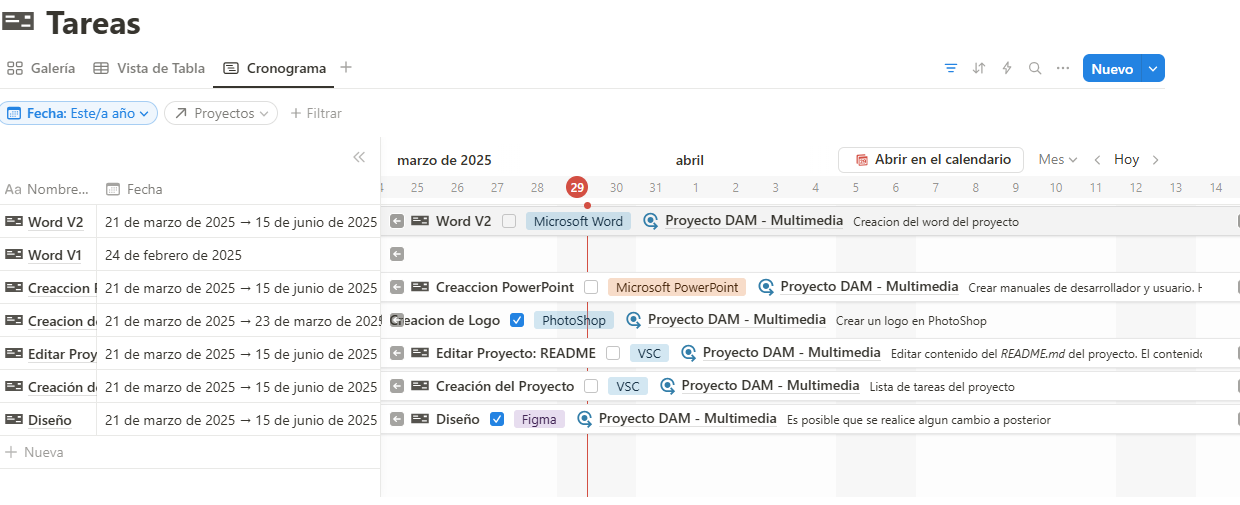 Tareas
Galería Vista de Tabla Cronograma Nuevo
Fecha: Este/a año Proyectos Filtrar
marzo de 2025 abril Abrir en el calendario Mes Hoy
Aa Nombre... Fecha 4 25 26 27 28 29 30 31 1 2 3 4 5 6 7 8 9 10 11 12 13 14
Word V2 21 de marzo de 2025 → 15 de junio de 2025 Word V2 Microsoft Word Proyecto DAM - Multimedia Creacion del word del proyecto
Word V1 24 de febrero de 2025
Creaccion 21 de marzo de 2025 → 15 de junio de 2025 Creaccion PowerPoint Microsoft PowerPoint Proyecto DAM - Multimedia Crear manuales de desarrollador y usuario.
Creacion d 21 de marzo de 2025 → 23 de marzo de 2025 Creacion de Logo PhotoShop Proyecto DAM - Multimedia Crear un logo en PhotoShop
Editar Proy 21 de marzo de 2025 → 15 de junio de 2025 Editar Proyecto: README VSC Proyecto DAM - Multimedia Editar contenido del README.md del proyecto. El contenido
Creación d 21 de marzo de 2025 → 15 de junio de 2025 Creación del Proyecto VSC Proyecto DAM - Multimedia Lista de tareas del proyecto
Diseño 21 de marzo de 2025 → 15 de junio de 2025 Diseño Figma Proyecto DAM - Multimedia Es posible que se realice algun cambio a posterior
Nueva